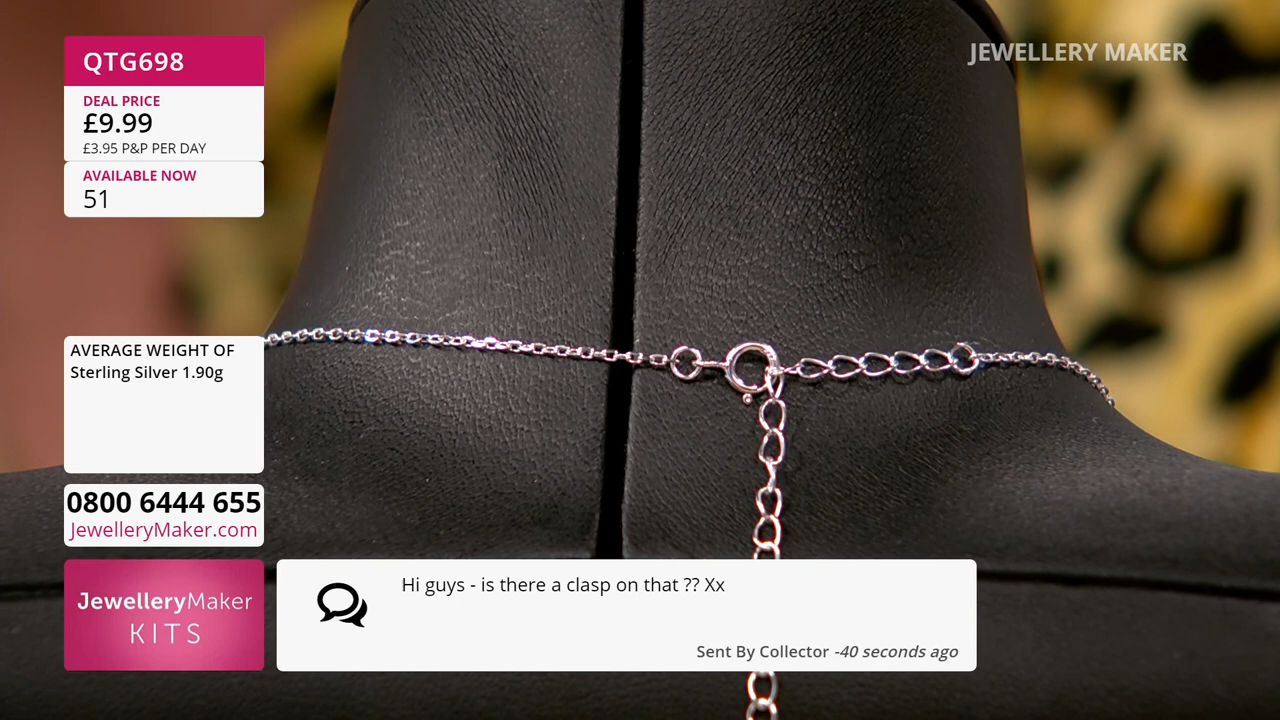 QTG698
DEAL PRICE
£9.99
£3.95 P&P PER DAY
AVAILABLE NOW
51
AVERAGE WEIGHT OF
Sterling Silver 1.90g
0800 6444 655
JewelleryMaker.com
JewelleryMaker
KITS
Hi guys - is there a clasp on that ?? Xx
Sent By Collector -40 seconds ago
JEWELLERY MAKER